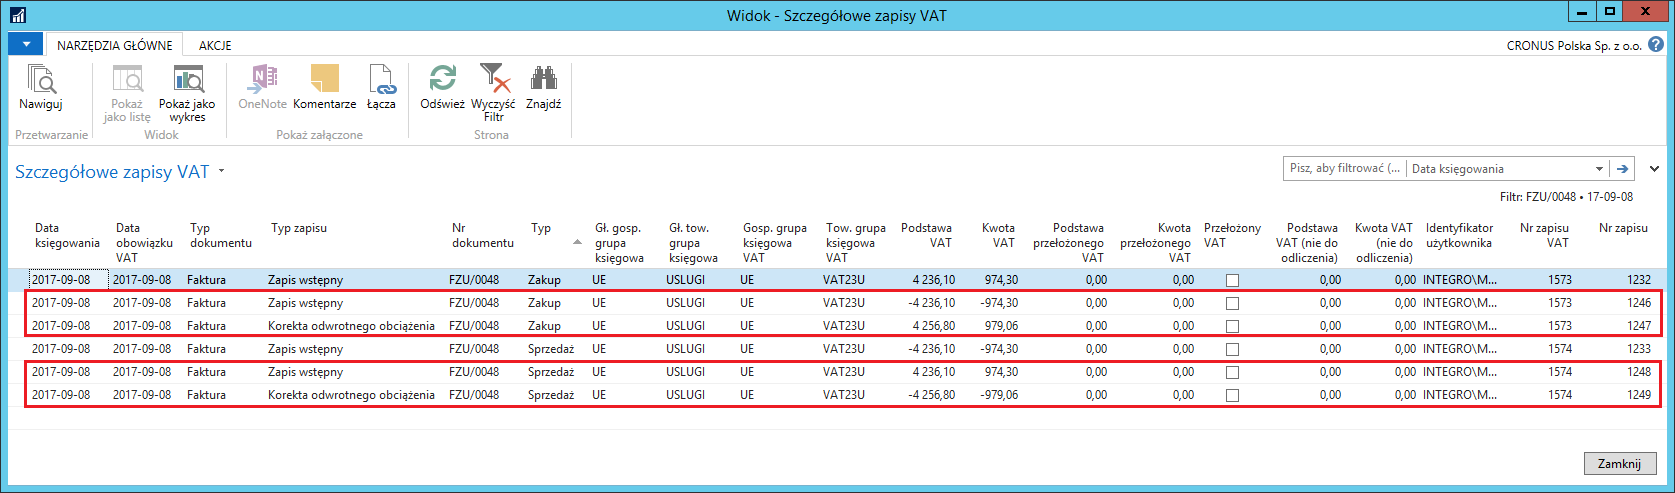 Widok - Szczegółowe zapisy VAT
NARZĘDZIA GŁÓWNE AKCJE CRONUS Polska Sp. z o.o.
Nawiguj Pokaż jako listę Pokaż jako wykres OneNote Komentarze Łącza Odśwież Wyczyść Filtr Znajdź
Przetwarzanie Widok Pokaż załączone Strona
Szczegółowe zapisy VAT Pisz, aby filtrować (... Data księgowania
Filtr: FZU/0048 • 17-09-08
Data księgowania Data obowiązku VAT Typ dokumentu Typ zapisu Nr dokumentu Typ Gł. gosp. grupa księgowa Gł. tow. grupa księgowa Gosp. grupa księgowa VAT Tow. grupa księgowa VAT Podstawa VAT Kwota VAT Podstawa przełożonego VAT Kwota przełożonego VAT Przełożony VAT Podstawa VAT (nie do odliczenia) Kwota VAT (nie do odliczenia) Identyfikator użytkownika Nr zapisu VAT Nr zapisu
2017-09-08 2017-09-08 Faktura Zapis wstępny FZU/0048 Zakup UE USLUGI UE VAT23U 4 236,10 974,30 0,00 0,00 0,00 0,00 INTEGRO\M... 1573 1232
2017-09-08 2017-09-08 Faktura Zapis wstępny FZU/0048 Zakup UE USLUGI UE VAT23U -4 236,10 -974,30 0,00 0,00 0,00 0,00 INTEGRO\M... 1573 1246
2017-09-08 2017-09-08 Faktura Korekta odwrotnego obciążenia FZU/0048 Zakup UE USLUGI UE VAT23U 4 256,80 979,06 0,00 0,00 0,00 0,00 INTEGRO\M... 1573 1247
2017-09-08 2017-09-08 Faktura Zapis wstępny FZU/0048 Sprzedaż UE USLUGI UE VAT23U -4 236,10 -974,30 0,00 0,00 0,00 0,00 INTEGRO\M... 1574 1233
2017-09-08 2017-09-08 Faktura Zapis wstępny FZU/0048 Sprzedaż UE USLUGI UE VAT23U 4 236,10 974,30 0,00 0,00 0,00 0,00 INTEGRO\M... 1574 1248
2017-09-08 2017-09-08 Faktura Korekta odwrotnego obciążenia FZU/0048 Sprzedaż UE USLUGI UE VAT23U -4 256,80 -979,06 0,00 0,00 0,00 0,00 INTEGRO\M... 1574 1249
Zamknij